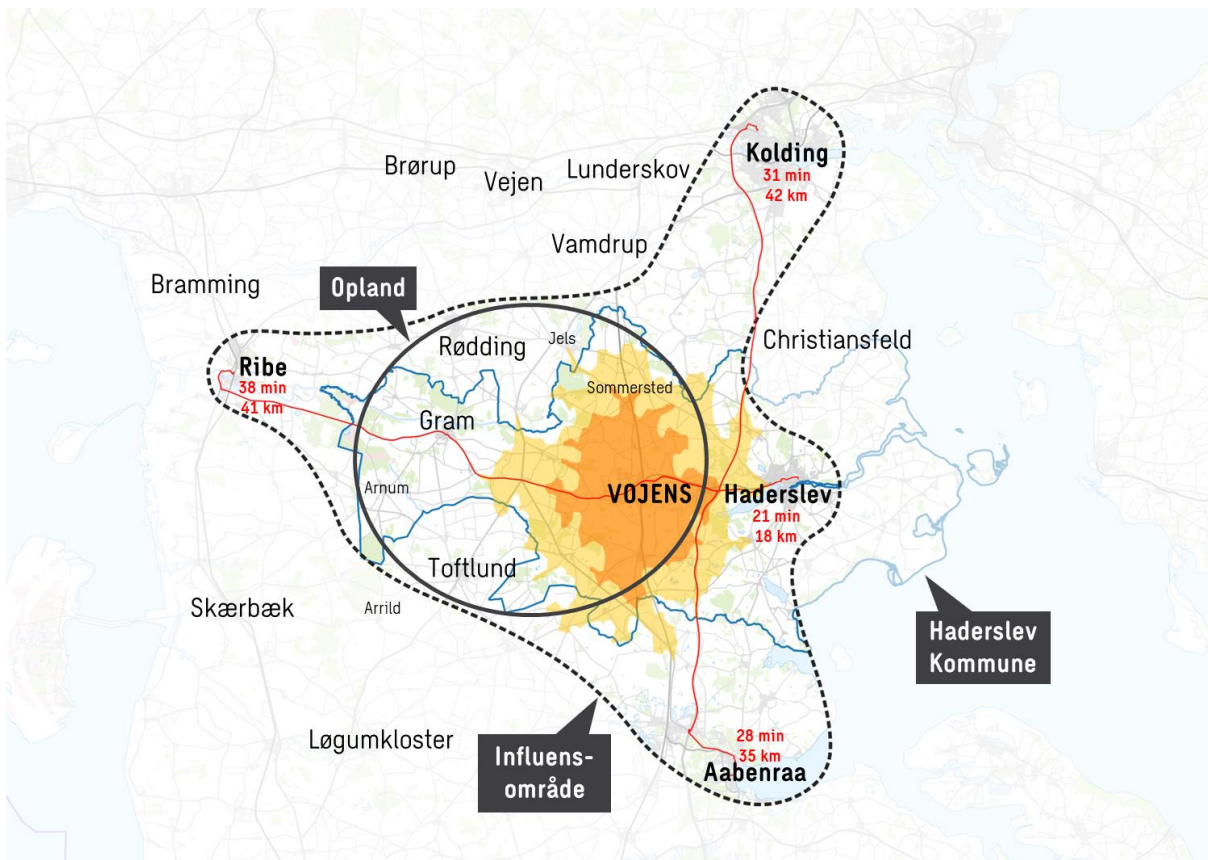 Kolding
31 min
42 km
Brørup
Vejen
Lunderskov
Vamdrup
Bramming
Opland
Rødding
Jels
Christiansfeld
Ribe
38 min
41 km
Sommersted
Gram
Arnum
VOJENS
Haderslev
21 min
18 km
Toftlund
Skærbæk
Arrild
Haderslev
Kommune
Løgumkloster
Influens-
område
28 min
35 km
Aabenraa